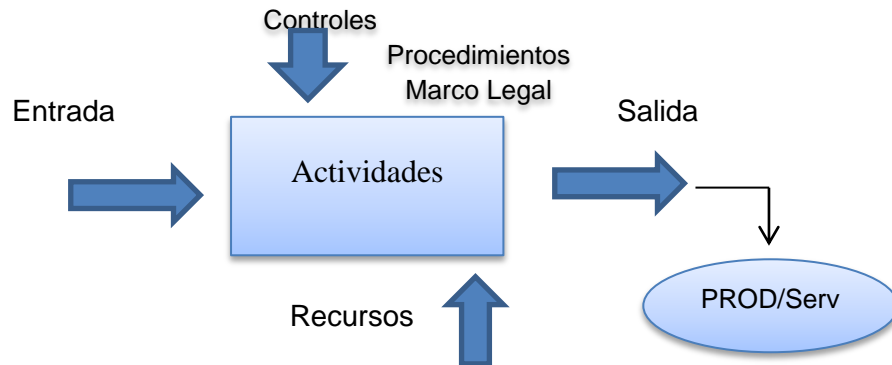 Controles
Procedimientos
Marco Legal
Entrada
Salida
Actividades
PROD/Serv
Recursos